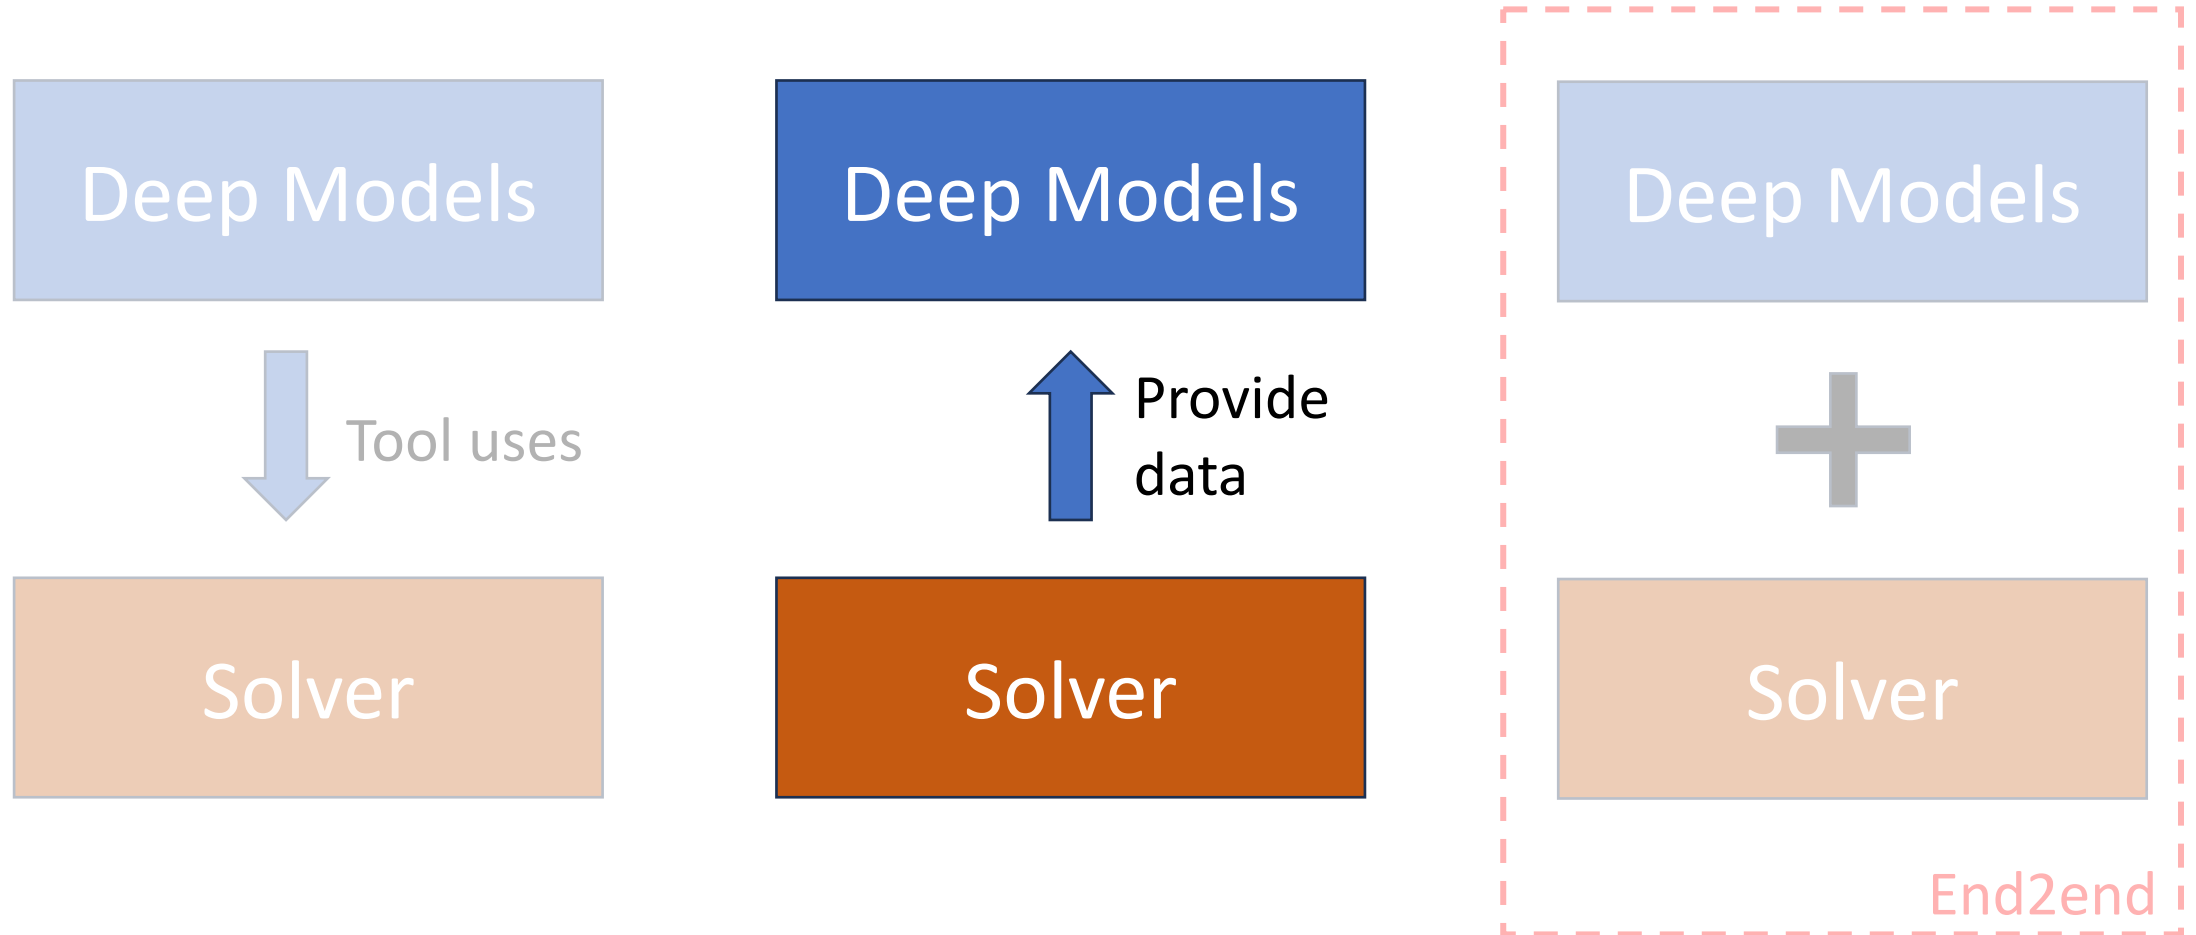 Deep Models
Tool uses
Solver
Deep Models
Provide
data
Solver
Deep Models
Solver
End2end